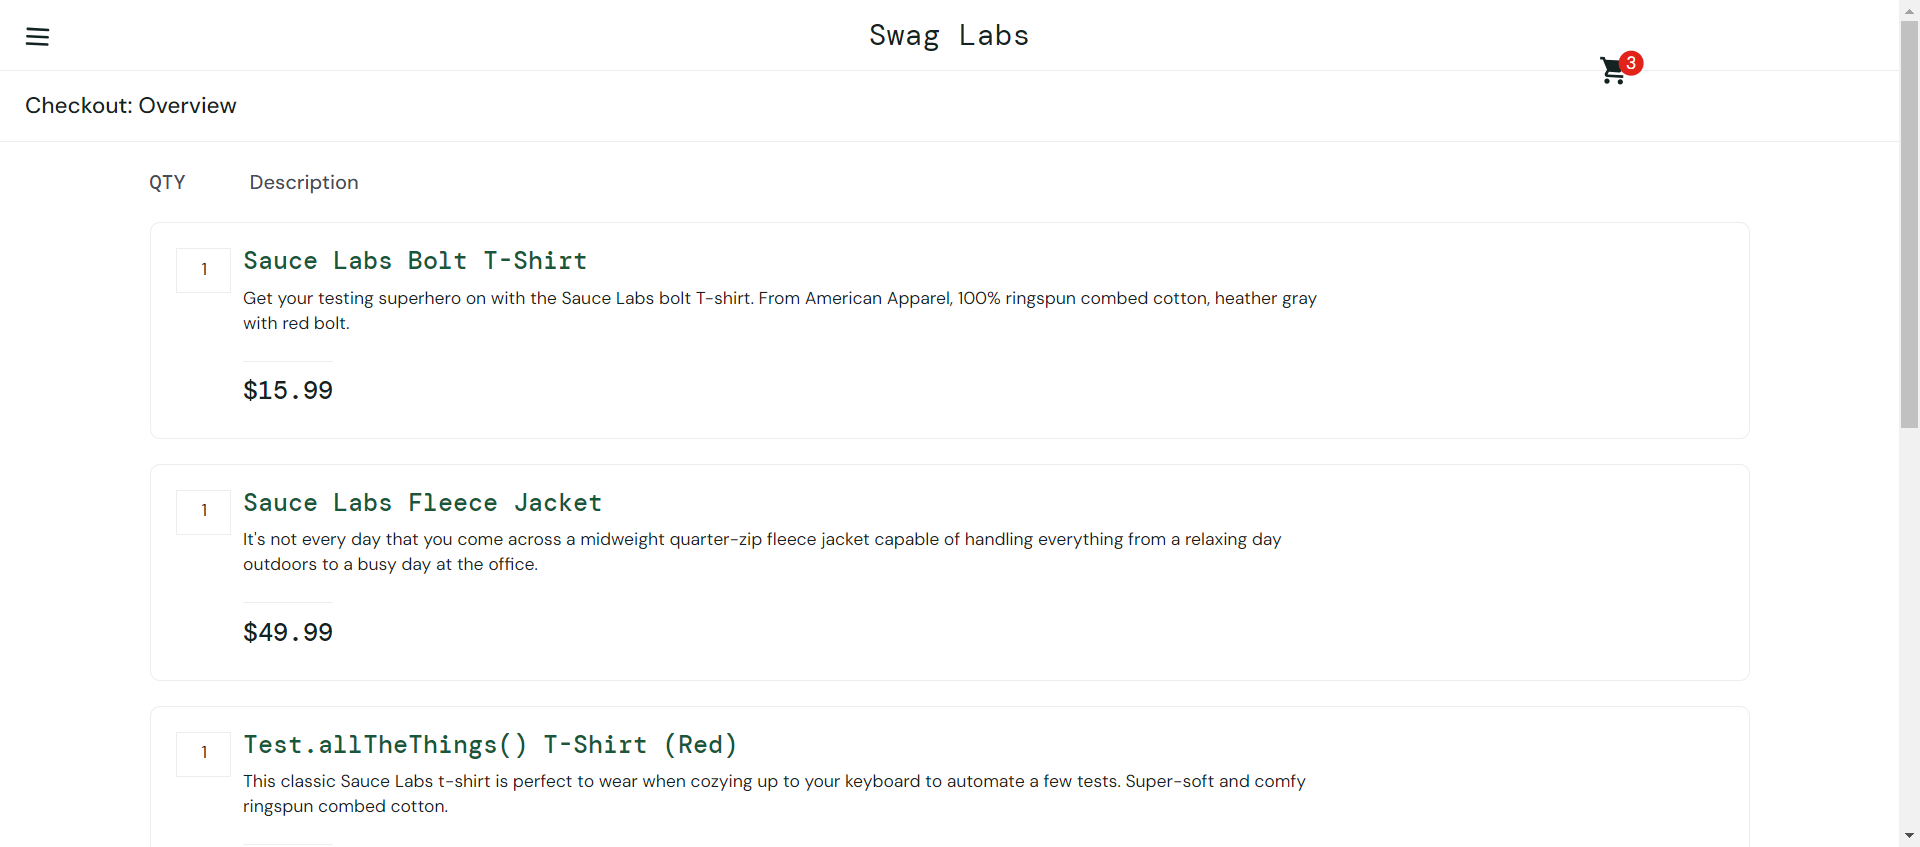 Swag Labs
3
Checkout: Overview
QTY
Description
1
Sauce Labs Bolt T-Shirt
Get your testing superhero on with the Sauce Labs bolt T-shirt. From American Apparel, 100% ringspun combed cotton, heather gray
with red bolt.
$15.99
1
Sauce Labs Fleece Jacket
It's not every day that you come across a midweight quarter-zip fleece jacket capable of handling everything from a relaxing day
outdoors to a busy day at the office.
$49.99
1
Test.allTheThings() T-Shirt (Red)
This classic Sauce Labs t-shirt is perfect to wear when cozying up to your keyboard to automate a few tests. Super-soft and comfy
ringspun combed cotton.